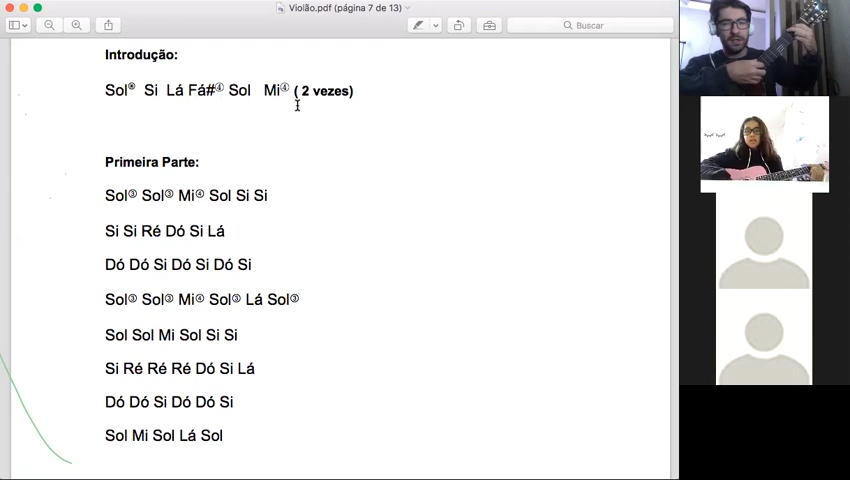 Violão.pdf (página 7 de 13)
Buscar
Introdução:
Sol Si Lá Fá#④ Sol Mi④ ( 2 vezes)
Primeira Parte:
Sol③ Sol③ Mi④ Sol Si Si
Si Si Ré Dó Si Lá
Dó Dó Si Dó Si Dó Si
Sol③ Sol③ Mi④ Sol③ Lá Sol③
Sol Sol Mi Sol Si Si
Si Ré Ré Ré Dó Si Lá
Dó Dó Si Dó Dó Si
Sol Mi Sol Lá Sol